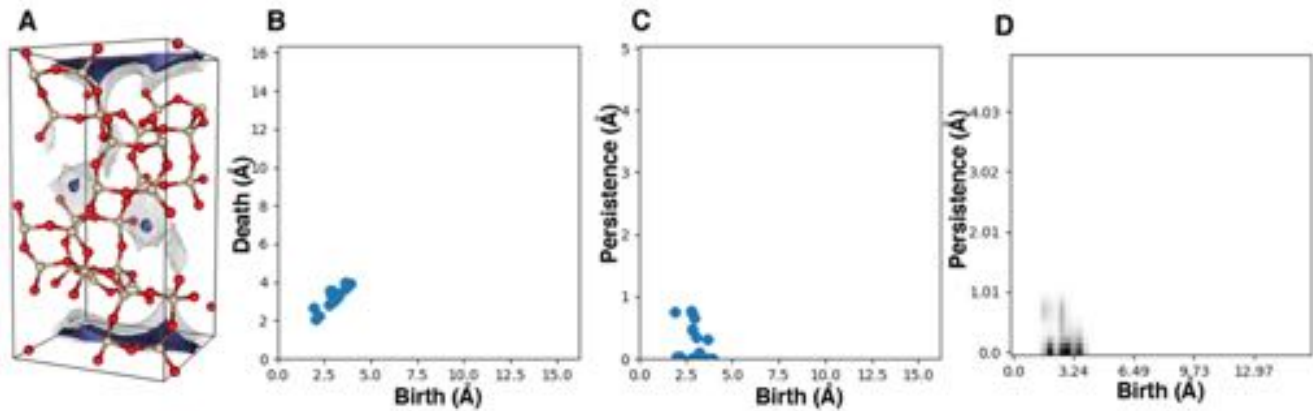 A
B
C
D
16
14
12
10
8
6
4
2
0
Death (Å)
0.0 2.5 5.0 7.5 10.0 12.5 15.0
Birth (Å)
5
4
3
2
1
0
Persistence (Å)
0.0 2.5 5.0 7.5 10.0 12.5 15.0
Birth (Å)
4.03
3.02
2.01
1.01
0.0
Persistence (Å)
0.0 3.24 6.49 9.73 12.97
Birth (Å)